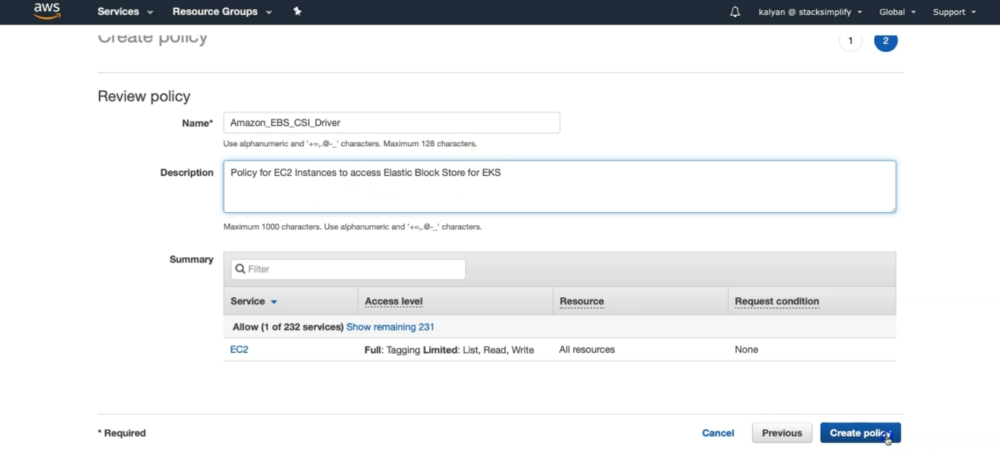 aws Services Resource Groups kalyan @ stacksimplify Global Support
Create policy 1 2
Review policy
Name* Amazon_EBS_CSI_Driver
Use alphanumeric and '+=,.@-_' characters. Maximum 128 characters.
Description Policy for EC2 Instances to access Elastic Block Store for EKS
Maximum 1000 characters. Use alphanumeric and '+=,.@-_' characters.
Summary Filter
Service Access level Resource Request condition
Allow (1 of 232 services) Show remaining 231
EC2 Full: Tagging Limited: List, Read, Write All resources None
* Required Cancel Previous Create policy